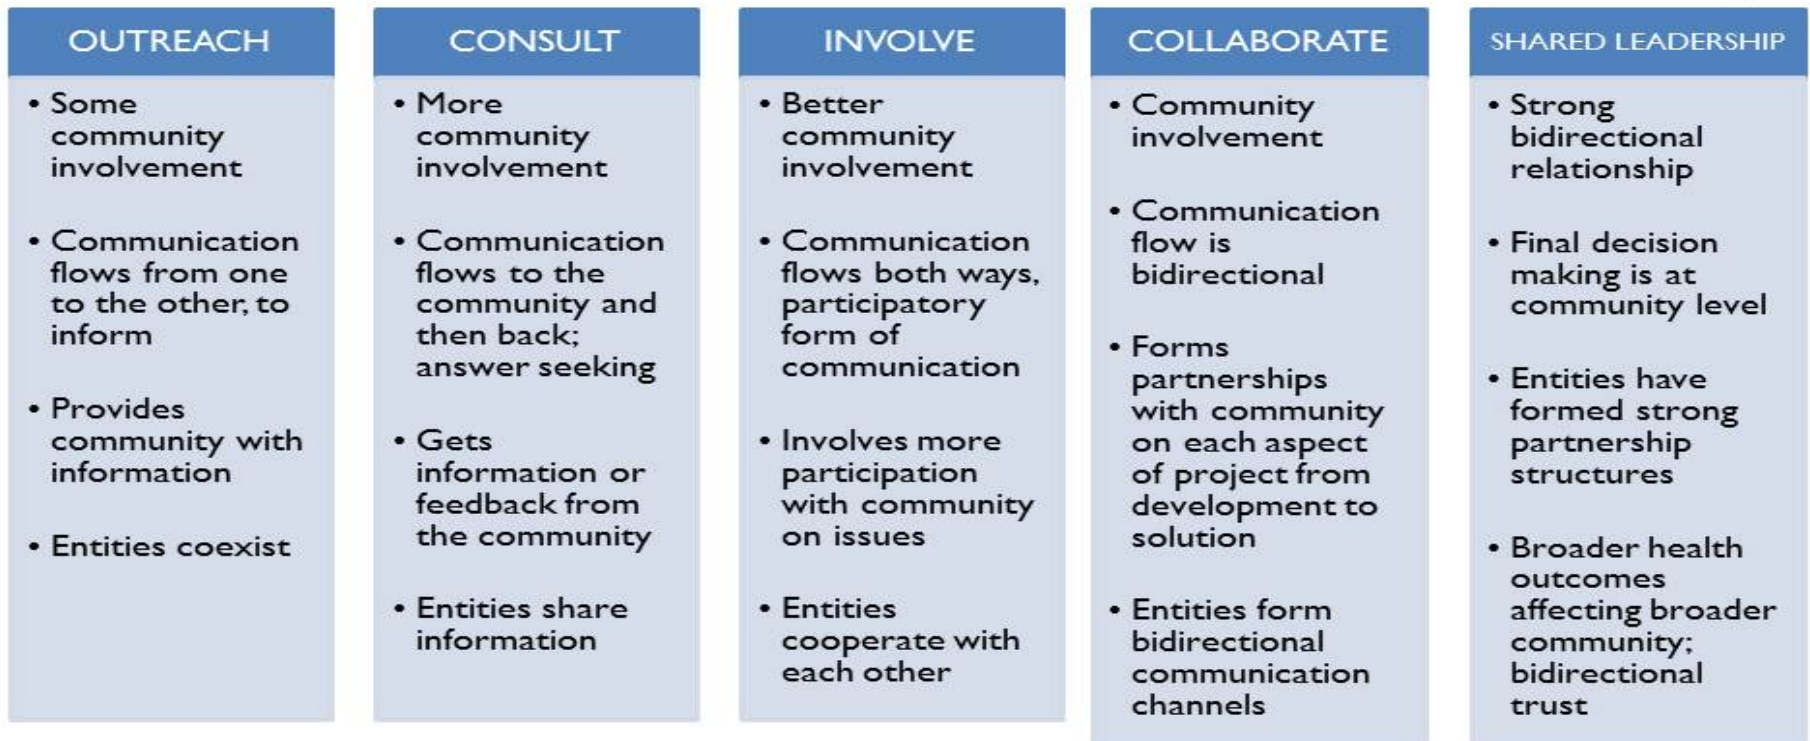 OUTREACH
• Some
community
involvement
• Communication
flows from one
to the other, to
inform
• Provides
community with
information
• Entities coexist
CONSULT
• More
community
involvement
• Communication
flows to the
community and
then back;
answer seeking
• Gets
information or
feedback from
the community
• Entities share
information
INVOLVE
• Better
community
involvement
• Communication
flows both ways,
participatory
form of
communication
• Involves more
participation
with community
on issues
• Entities
cooperate with
each other
COLLABORATE
• Community
involvement
• Communication
flow is
bidirectional
• Forms
partnerships
with community
on each aspect
of project from
development to
solution
• Entities form
bidirectional
communication
channels
SHARED LEADERSHIP
• Strong
bidirectional
relationship
• Final decision
making is at
community level
• Entities have
formed strong
partnership
structures
• Broader health
outcomes
affecting broader
community;
bidirectional
trust